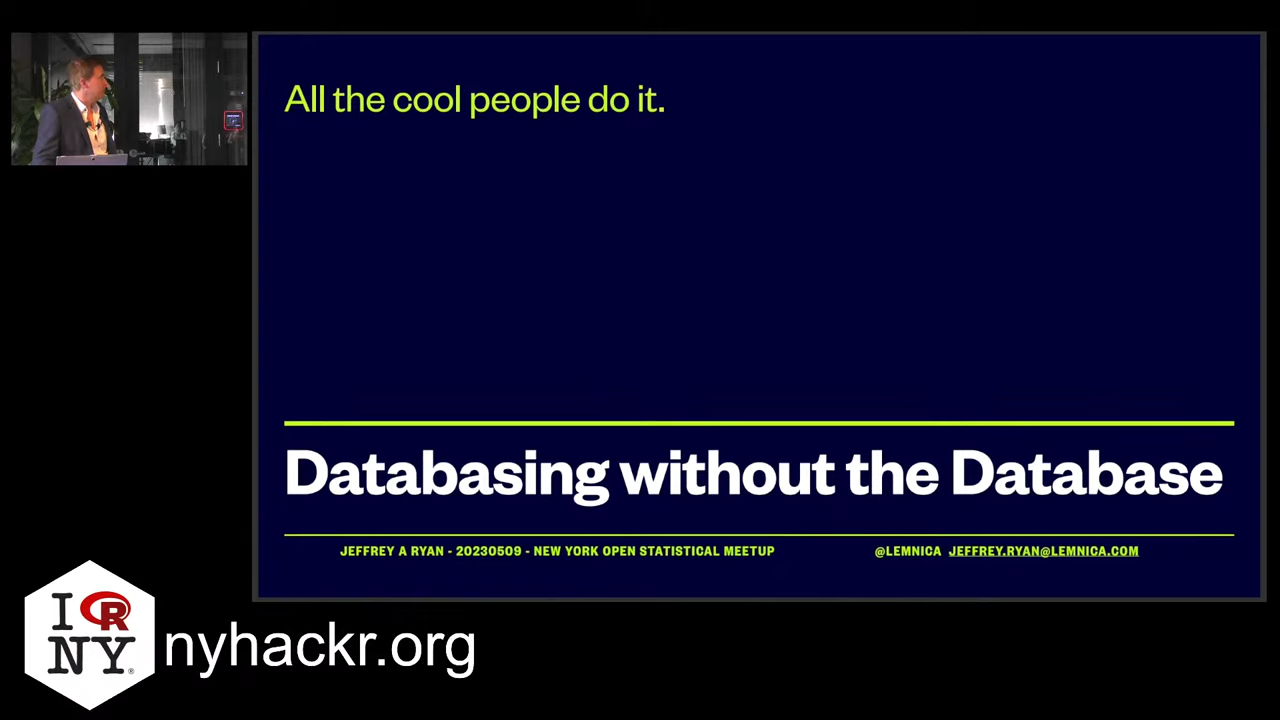 All the cool people do it.
Databasing without the Database
JEFFREY A RYAN - 20230509 - NEW YORK OPEN STATISTICAL MEETUP
@LEMNICA JEFFREY.RYAN@LEMNICA.COM
I R
NY®
nyhackr.org